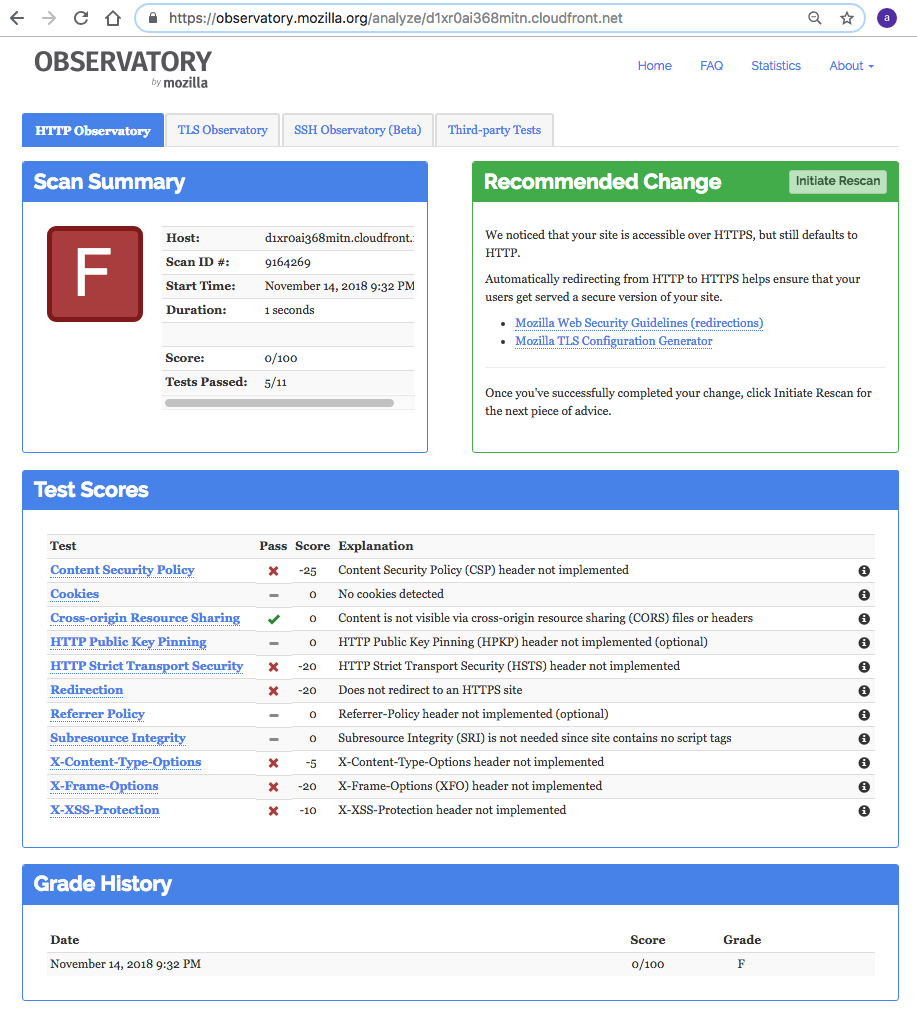 https://observatory.mozilla.org/analyze/d1xr0ai368mitn.cloudfront.net
a
OBSERVATORY
by mozilla
Home FAQ Statistics About
HTTP Observatory TLS Observatory SSH Observatory (Beta) Third-party Tests
Scan Summary
F
Host: d1xr0ai368mitn.cloudfront.
Scan ID #: 9164269
Start Time: November 14, 2018 9:32 PM
Duration: 1 seconds
Score: 0/100
Tests Passed: 5/11
Recommended Change Initiate Rescan
We noticed that your site is accessible over HTTPS, but still defaults to
HTTP.
Automatically redirecting from HTTP to HTTPS helps ensure that your
users get served a secure version of your site.
• Mozilla Web Security Guidelines (redirections)
• Mozilla TLS Configuration Generator
Once you've successfully completed your change, click Initiate Rescan for
the next piece of advice.
Test Scores
Test Pass Score Explanation
Content Security Policy ✖ -25 Content Security Policy (CSP) header not implemented
Cookies – 0 No cookies detected
Cross-origin Resource Sharing ✔ 0 Content is not visible via cross-origin resource sharing (CORS) files or headers
HTTP Public Key Pinning – 0 HTTP Public Key Pinning (HPKP) header not implemented (optional)
HTTP Strict Transport Security ✖ -20 HTTP Strict Transport Security (HSTS) header not implemented
Redirection ✖ -20 Does not redirect to an HTTPS site
Referrer Policy – 0 Referrer-Policy header not implemented (optional)
Subresource Integrity – 0 Subresource Integrity (SRI) is not needed since site contains no script tags
X-Content-Type-Options ✖ -5 X-Content-Type-Options header not implemented
X-Frame-Options ✖ -20 X-Frame-Options (XFO) header not implemented
X-XSS-Protection ✖ -10 X-XSS-Protection header not implemented
Grade History
Date Score Grade
November 14, 2018 9:32 PM 0/100 F